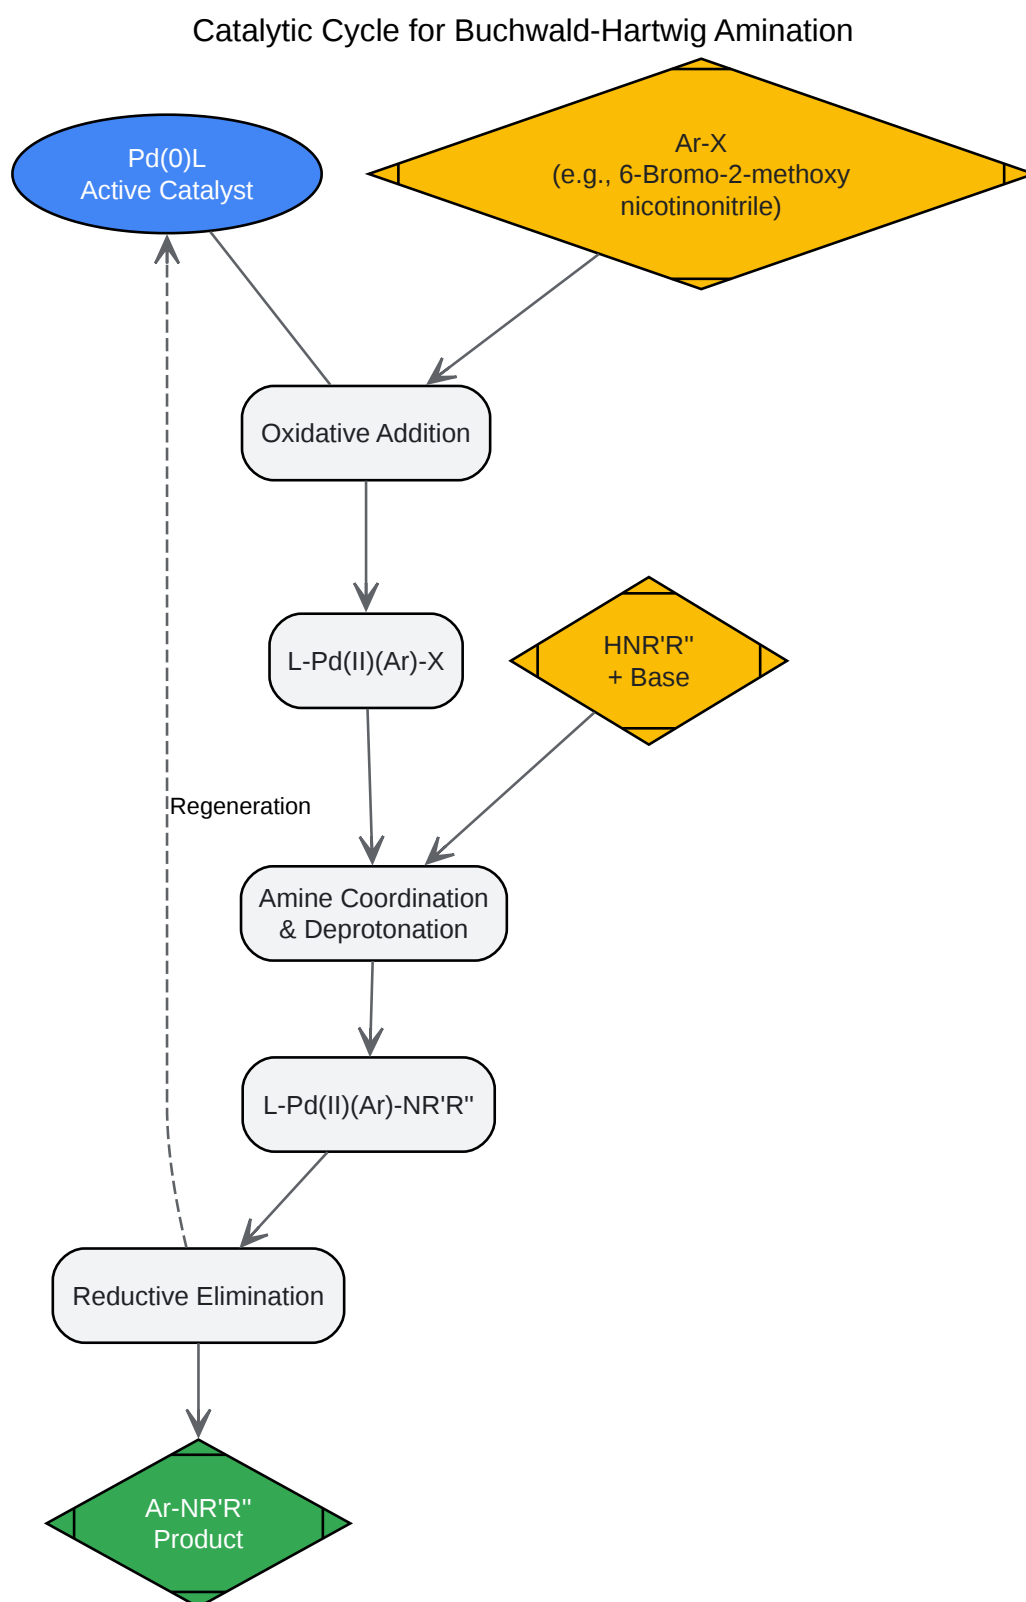 Catalytic Cycle for Buchwald-Hartwig Amination
Pd(0)L
Active Catalyst
Ar-X
(e.g., 6-Bromo-2-methoxy
nicotinonitrile)
Oxidative Addition
L-Pd(II)(Ar)-X
HNR'R''
+ Base
Regeneration
Amine Coordination
& Deprotonation
L-Pd(II)(Ar)-NR'R''
Reductive Elimination
Ar-NR'R''
Product